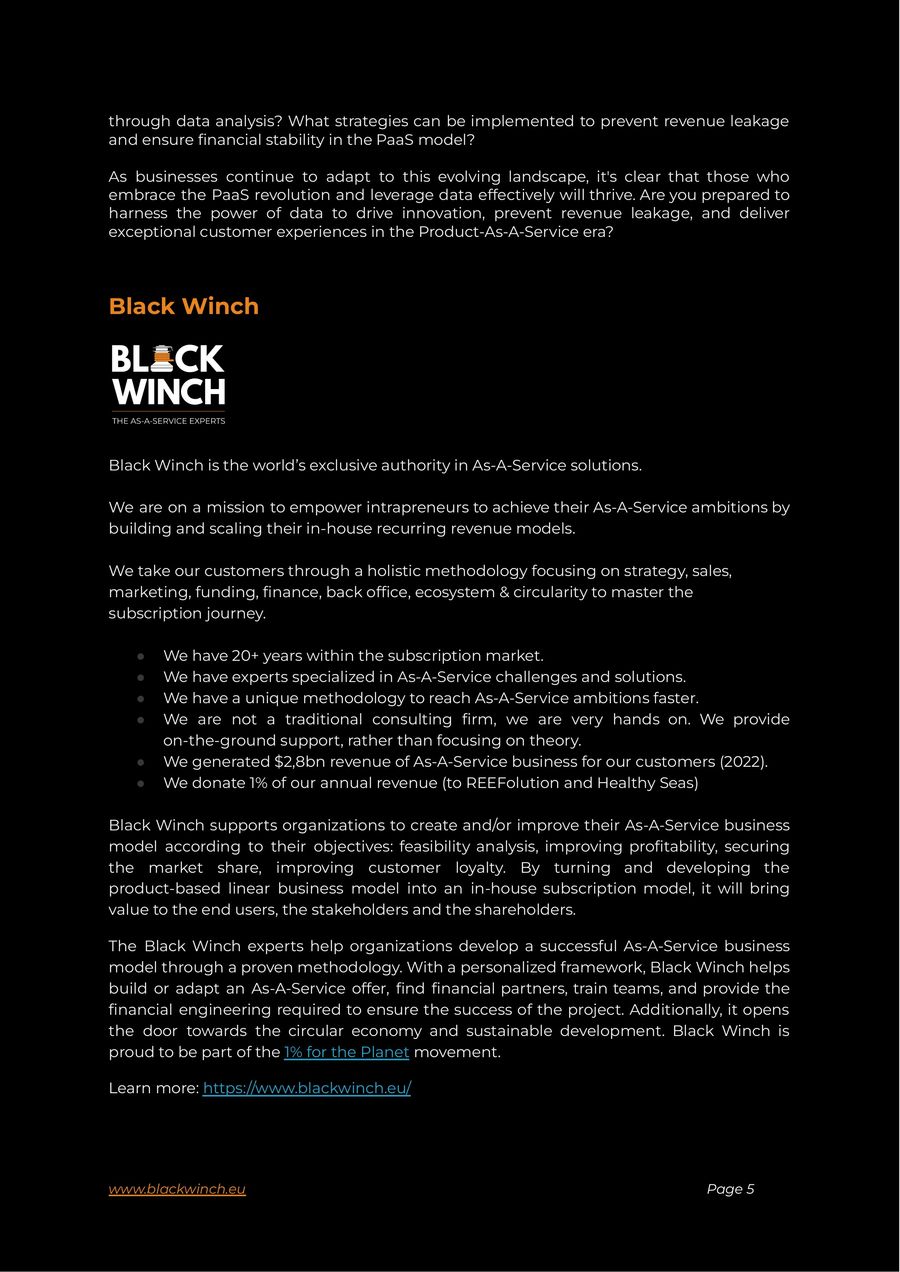 through data analysis? What strategies can be implemented to prevent revenue leakage
and ensure financial stability in the PaaS model?
As businesses continue to adapt to this evolving landscape, it's clear that those who
embrace the PaaS revolution and leverage data effectively will thrive. Are you prepared to
harness the power of data to drive innovation, prevent revenue leakage, and deliver
exceptional customer experiences in the Product-As-A-Service era?
Black Winch
BLACK
WINCH
THE AS-A-SERVICE EXPERTS
Black Winch is the world’s exclusive authority in As-A-Service solutions.
We are on a mission to empower intrapreneurs to achieve their As-A-Service ambitions by
building and scaling their in-house recurring revenue models.
We take our customers through a holistic methodology focusing on strategy, sales,
marketing, funding, finance, back office, ecosystem & circularity to master the
subscription journey.
● We have 20+ years within the subscription market.
● We have experts specialized in As-A-Service challenges and solutions.
● We have a unique methodology to reach As-A-Service ambitions faster.
● We are not a traditional consulting firm, we are very hands on. We provide
on-the-ground support, rather than focusing on theory.
● We generated $2,8bn revenue of As-A-Service business for our customers (2022).
● We donate 1% of our annual revenue (to REEFolution and Healthy Seas)
Black Winch supports organizations to create and/or improve their As-A-Service business
model according to their objectives: feasibility analysis, improving profitability, securing
the market share, improving customer loyalty. By turning and developing the
product-based linear business model into an in-house subscription model, it will bring
value to the end users, the stakeholders and the shareholders.
The Black Winch experts help organizations develop a successful As-A-Service business
model through a proven methodology. With a personalized framework, Black Winch helps
build or adapt an As-A-Service offer, find financial partners, train teams, and provide the
financial engineering required to ensure the success of the project. Additionally, it opens
the door towards the circular economy and sustainable development. Black Winch is
proud to be part of the 1% for the Planet movement.
Learn more: https://www.blackwinch.eu/
www.blackwinch.eu Page 5